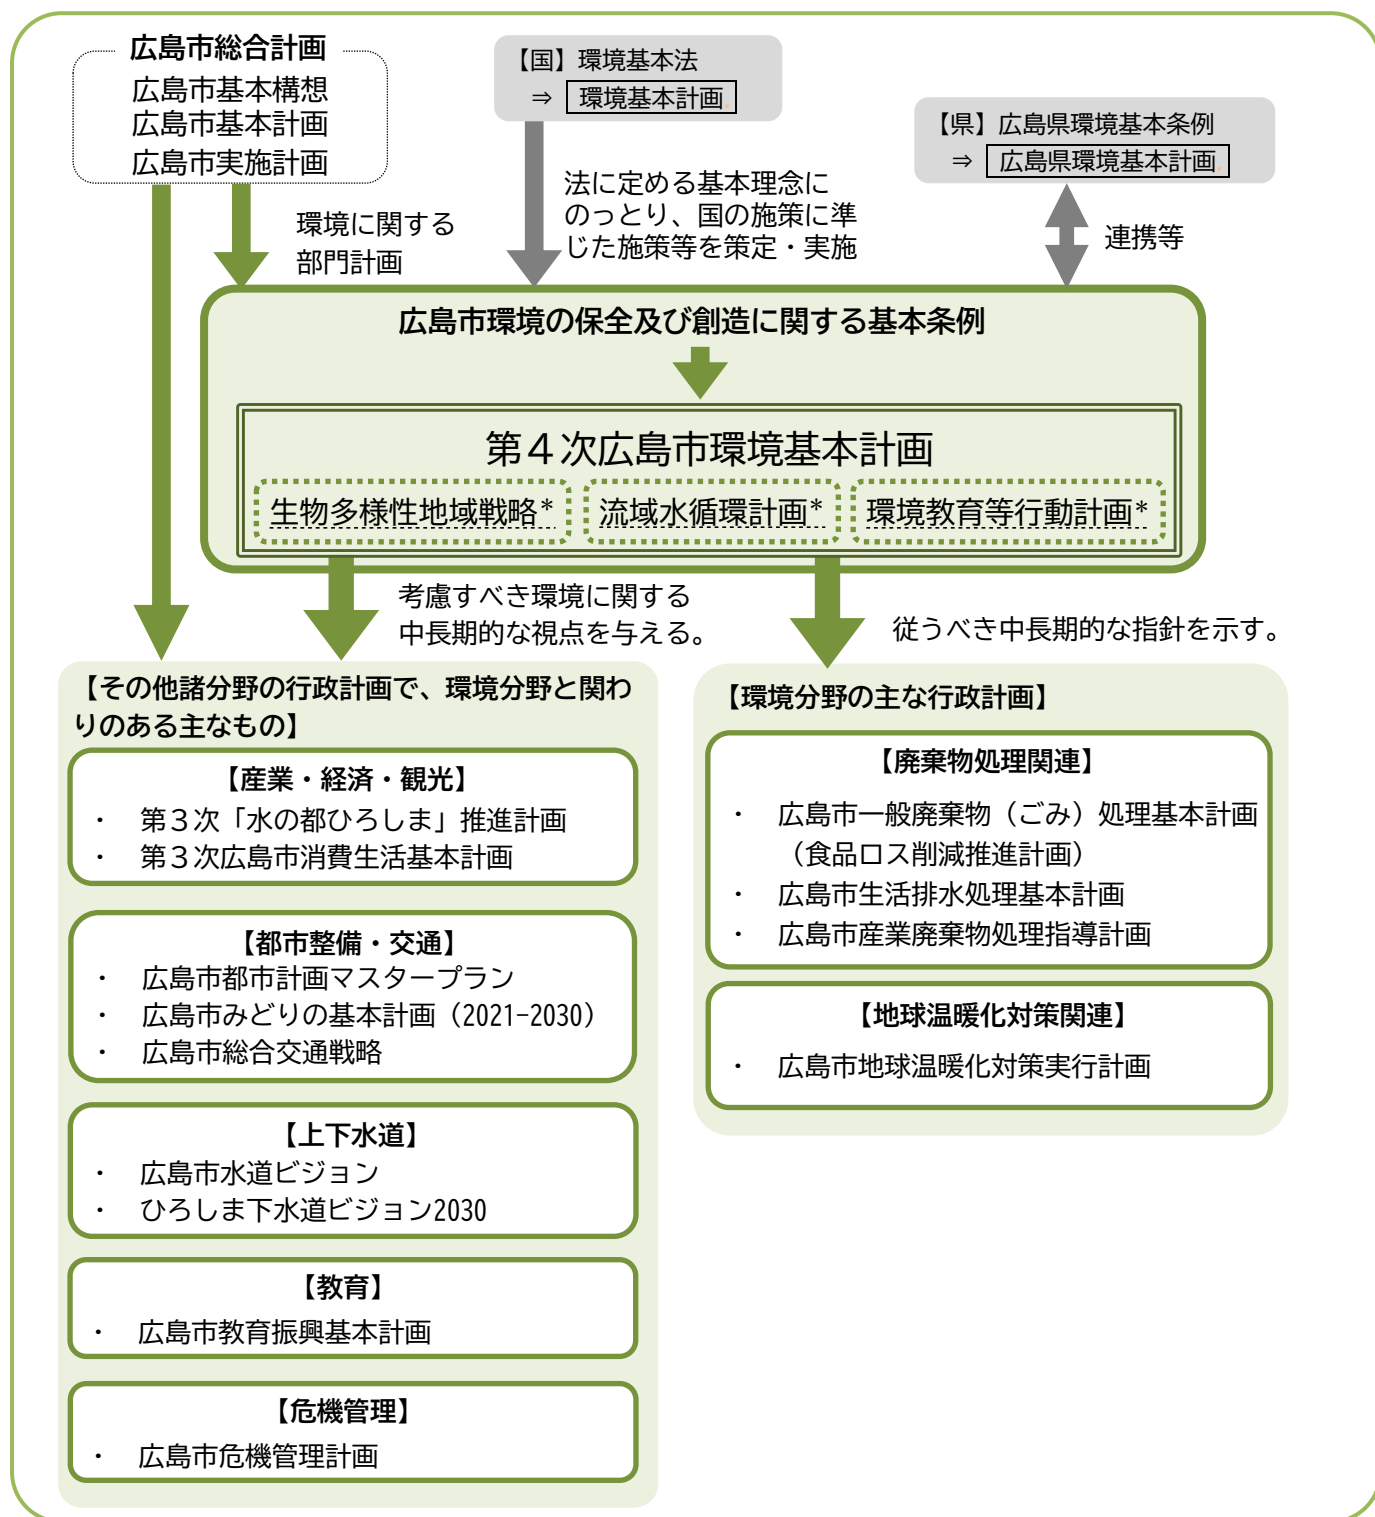 広島市総合計画
広島市基本構想
広島市基本計画
広島市実施計画
【国】環境基本法
⇒ 環境基本計画
【県】広島県環境基本条例
⇒ 広島県環境基本計画
環境に関する
部門計画
法に定める基本理念に
のっとり、国の施策に準
じた施策等を策定・実施
連携等
広島市環境の保全及び創造に関する基本条例
第４次広島市環境基本計画
生物多様性地域戦略*
流域水循環計画*
環境教育等行動計画*
考慮すべき環境に関する
中長期的な視点を与える。
従うべき中長期的な指針を示す。
【その他諸分野の行政計画で、環境分野と関わ
りのある主なもの】
【産業・経済・観光】
・ 第３次「水の都ひろしま」推進計画
・ 第３次広島市消費生活基本計画
【都市整備・交通】
・ 広島市都市計画マスタープラン
・ 広島市みどりの基本計画（2021-2030）
・ 広島市総合交通戦略
【上下水道】
・ 広島市水道ビジョン
・ ひろしま下水道ビジョン2030
【教育】
・ 広島市教育振興基本計画
【危機管理】
・ 広島市危機管理計画
【環境分野の主な行政計画】
【廃棄物処理関連】
・ 広島市一般廃棄物（ごみ）処理基本計画
（食品ロス削減推進計画）
・ 広島市生活排水処理基本計画
・ 広島市産業廃棄物処理指導計画
【地球温暖化対策関連】
・ 広島市地球温暖化対策実行計画